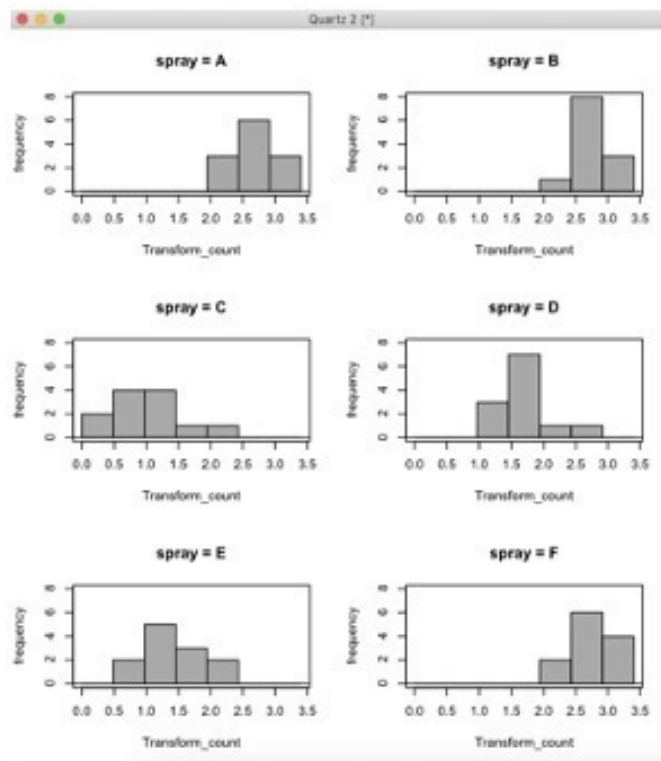 Quartz 2 [*]
spray = A
frequency
0 2 4 6 8
0.0 0.5 1.0 1.5 2.0 2.5 3.0 3.5
Transform_count
spray = B
frequency
0 2 4 6 8
0.0 0.5 1.0 1.5 2.0 2.5 3.0 3.5
Transform_count
spray = C
frequency
0 2 4 6 8
0.0 0.5 1.0 1.5 2.0 2.5 3.0 3.5
Transform_count
spray = D
frequency
0 2 4 6 8
0.0 0.5 1.0 1.5 2.0 2.5 3.0 3.5
Transform_count
spray = E
frequency
0 2 4 6 8
0.0 0.5 1.0 1.5 2.0 2.5 3.0 3.5
Transform_count
spray = F
frequency
0 2 4 6 8
0.0 0.5 1.0 1.5 2.0 2.5 3.0 3.5
Transform_count